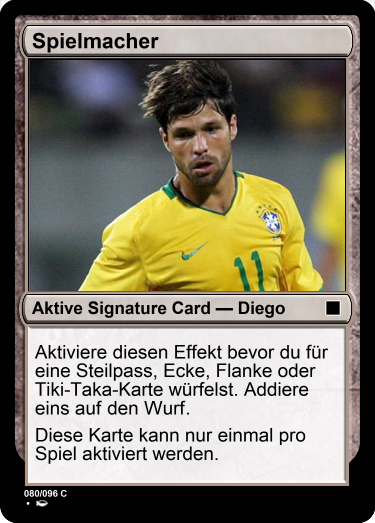 Spielmacher
11
Aktive Signature Card — Diego
Aktiviere diesen Effekt bevor du für
eine Steilpass, Ecke, Flanke oder
Tiki-Taka-Karte würfelst. Addiere
eins auf den Wurf.
Diese Karte kann nur einmal pro
Spiel aktiviert werden.
080/096 C